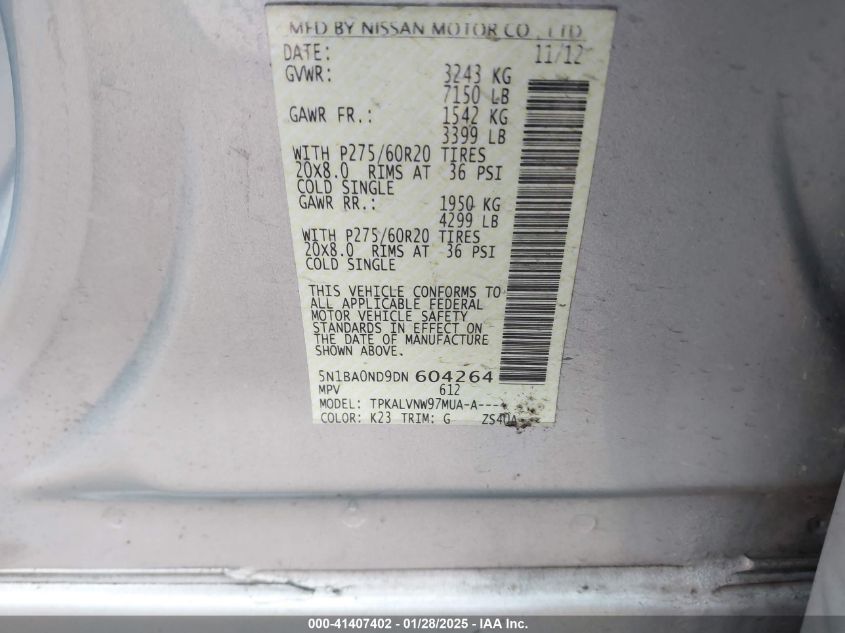 MFD BY NISSAN MOTOR CO., LTD.
DATE: 11/12
GVWR: 3243 KG
7150 LB
GAWR FR.: 1542 KG
3399 LB
WITH P275/60R20 TIRES
20X8.0 RIMS AT 36 PSI
COLD SINGLE
GAWR RR.: 1950 KG
4299 LB
WITH P275/60R20 TIRES
20X8.0 RIMS AT 36 PSI
COLD SINGLE
THIS VEHICLE CONFORMS TO
ALL APPLICABLE FEDERAL
MOTOR VEHICLE SAFETY
STANDARDS IN EFFECT ON
THE DATE OF MANUFACTURE
SHOWN ABOVE.
5N1BA0ND9DN 604264
MPV 612
MODEL: TPKALVNW97MUA-A----
COLOR: K23 TRIM: G
000-41407402 - 01/28/2025 - IAA Inc.